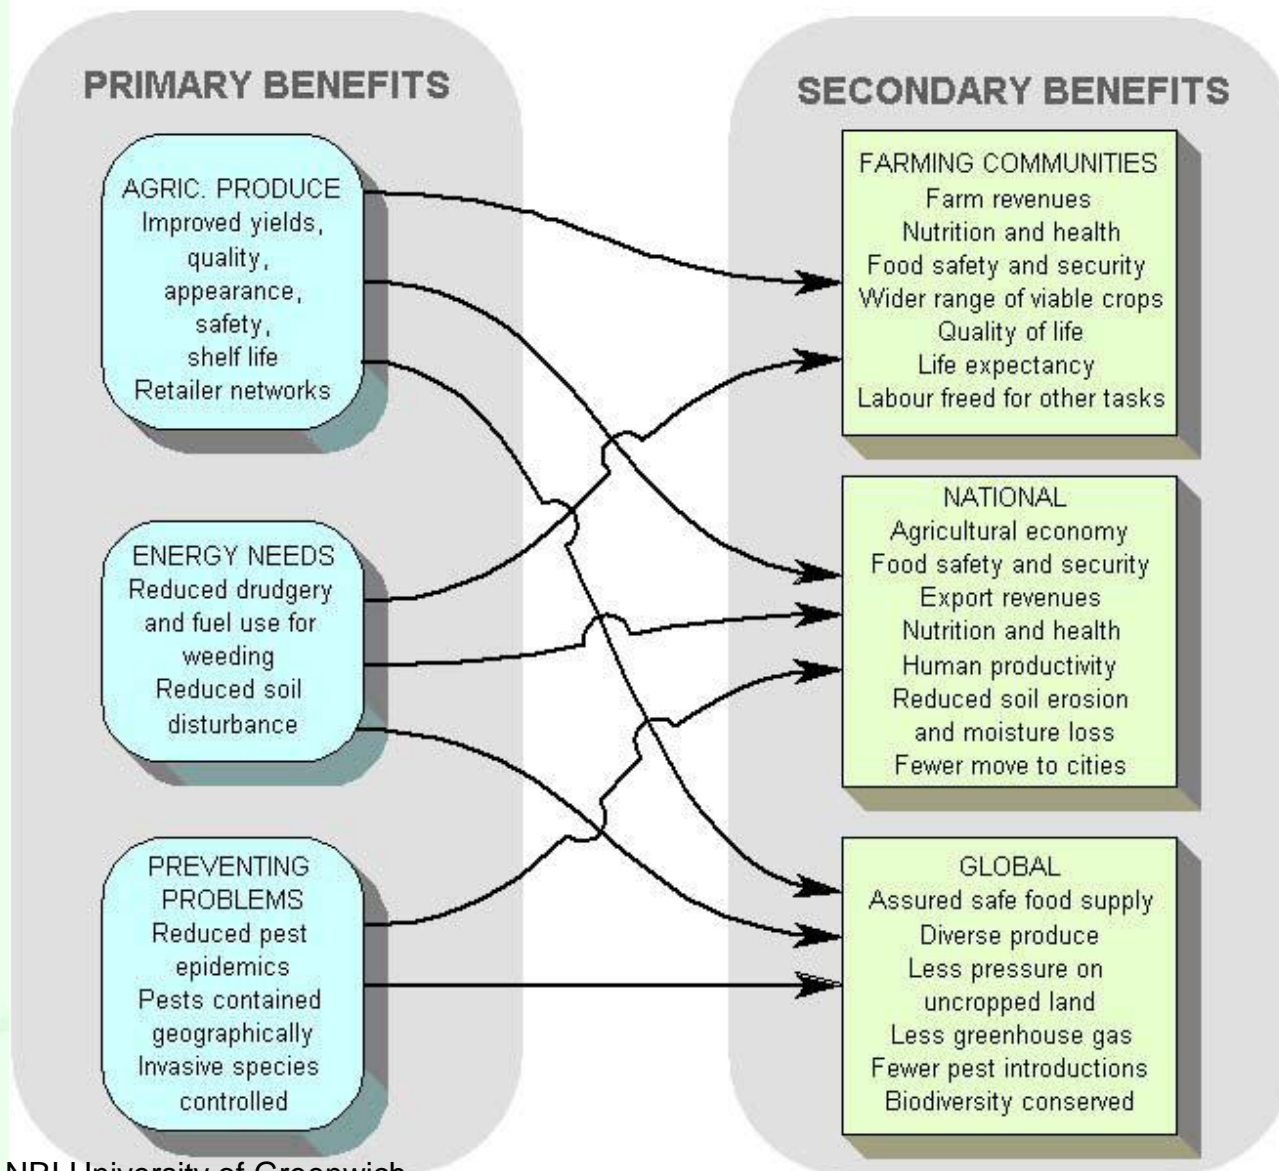 PRIMARY BENEFITS
AGRIC. PRODUCE
Improved yields,
quality,
appearance,
safety,
shelf life
Retailer networks
ENERGY NEEDS
Reduced drudgery
and fuel use for
weeding
Reduced soil
disturbance
PREVENTING
PROBLEMS
Reduced pest
epidemics
Pests contained
geographically
Invasive species
controlled
SECONDARY BENEFITS
FARMING COMMUNITIES
Farm revenues
Nutrition and health
Food safety and security
Wider range of viable crops
Quality of life
Life expectancy
Labour freed for other tasks
NATIONAL
Agricultural economy
Food safety and security
Export revenues
Nutrition and health
Human productivity
Reduced soil erosion
and moisture loss
Fewer move to cities
GLOBAL
Assured safe food supply
Diverse produce
Less pressure on
uncropped land
Less greenhouse gas
Fewer pest introductions
Biodiversity conserved
NRI University of Greenwich